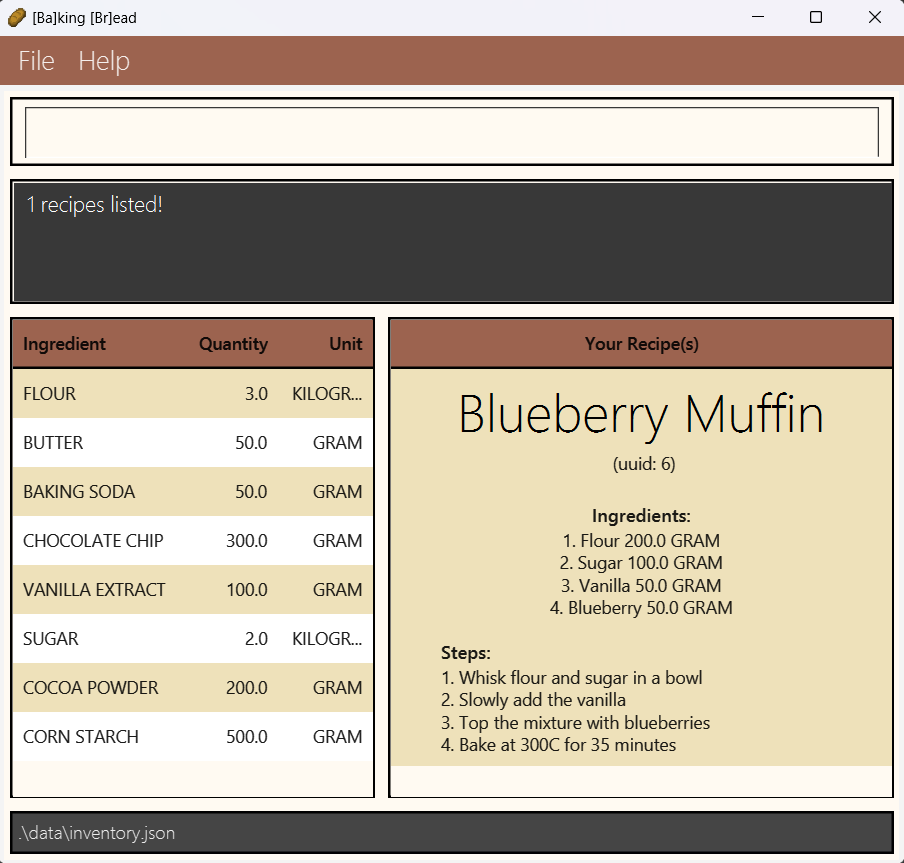 [Ba]king [Br]ead
File Help
1 recipes listed!
Ingredient Quantity Unit
FLOUR 3.0 KILOGR...
BUTTER 50.0 GRAM
BAKING SODA 50.0 GRAM
CHOCOLATE CHIP 300.0 GRAM
VANILLA EXTRACT 100.0 GRAM
SUGAR 2.0 KILOGR...
COCOA POWDER 200.0 GRAM
CORN STARCH 500.0 GRAM
Your Recipe(s)
Blueberry Muffin
(uuid: 6)
Ingredients:
1. Flour 200.0 GRAM
2. Sugar 100.0 GRAM
3. Vanilla 50.0 GRAM
4. Blueberry 50.0 GRAM
Steps:
1. Whisk flour and sugar in a bowl
2. Slowly add the vanilla
3. Top the mixture with blueberries
4. Bake at 300C for 35 minutes
.\data\inventory.json